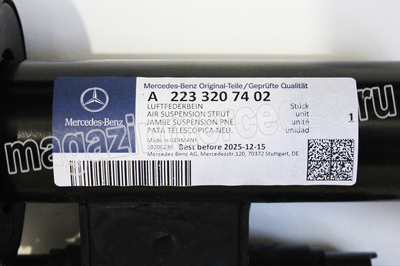 Mercedes-Benz Original-Teile/Geprüfte Qualität
A 223 320 74 02
LUFTFEDERBEIN Stück
AIR SUSPENSION STRUT unit
JAMBE SUSPENSION PNE. unité
PATA TELESCOPICA NEU. unidad
1
Mercedes-Benz
Made in GERMANY
Best before 2025-12-15
Mercedes-Benz AG, Mercedesstr.120, 70372 Stuttgart, DE